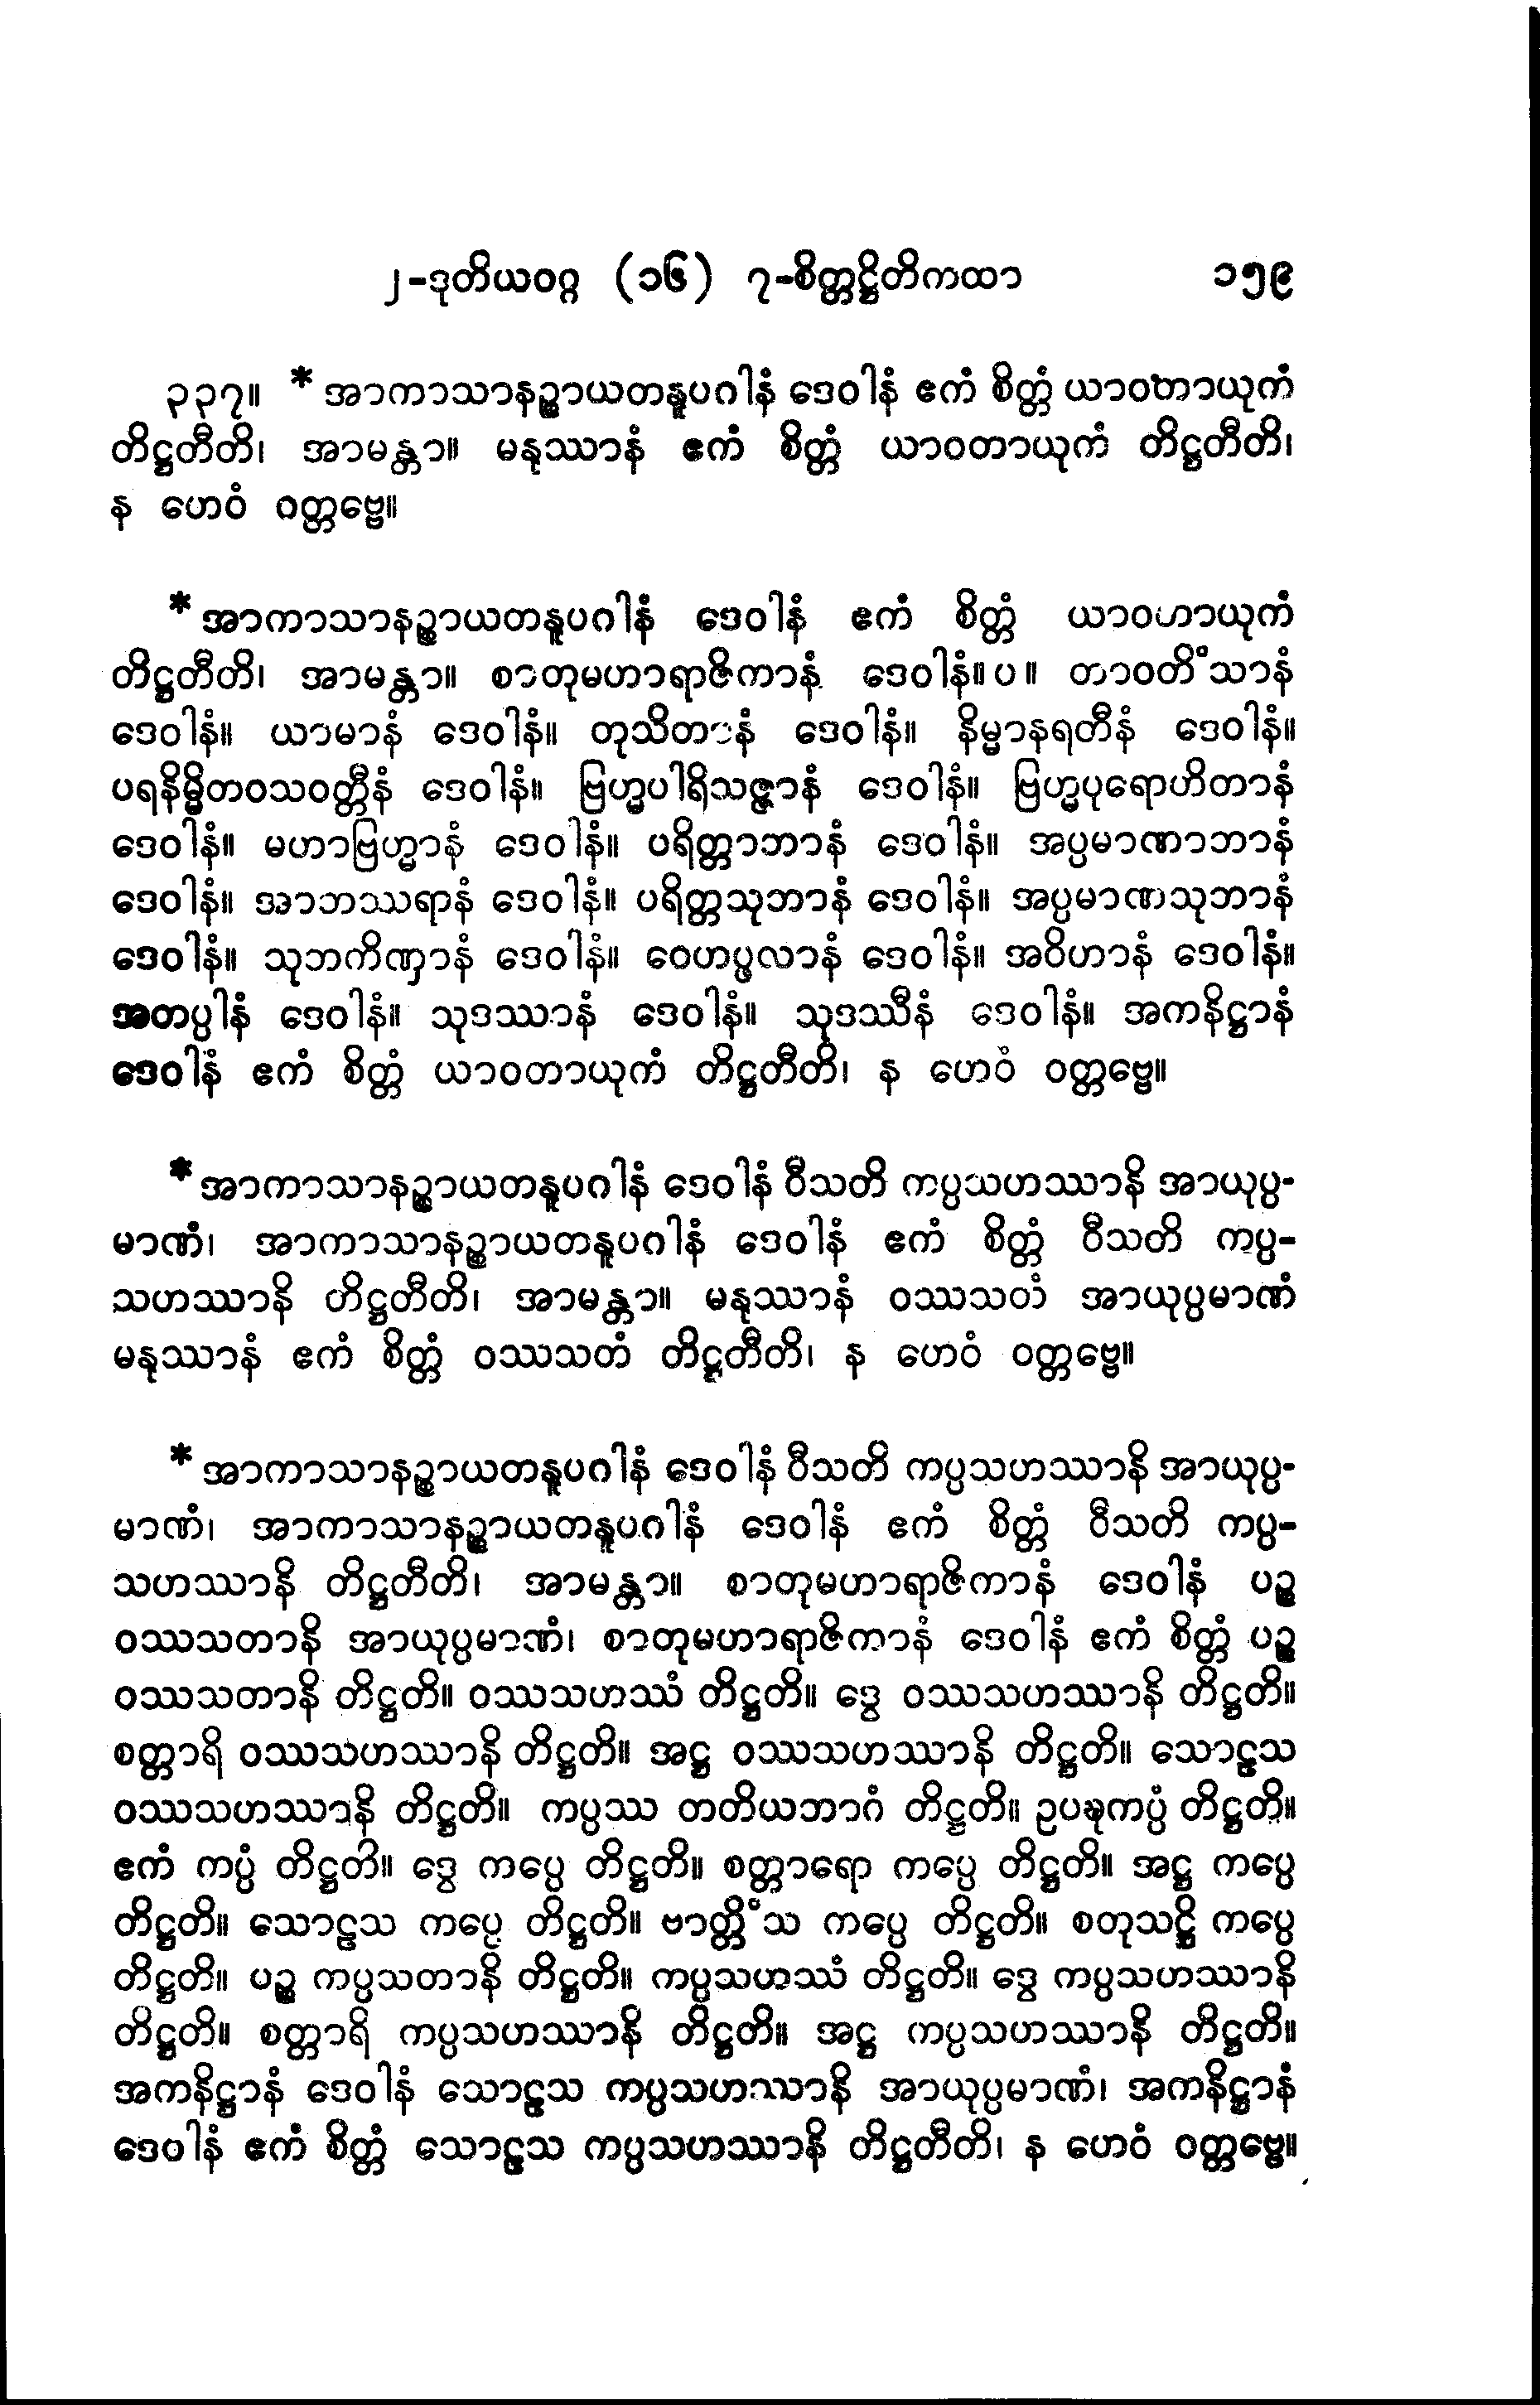 ၂-ဒုတိယဝဂ္ဂ (၁၆) ၇-စိတ္တဋ္ဌိတိကထာ ၁၅၉
၃၃၇။ * အာကာသာနဉ္စာယတနူပဂါနံ ဒေဝါနံ ဧကံ စိတ္တံ ယာဝတာယုကံ
တိဋ္ဌတီတိ၊ အာမန္တာ။ မနုဿာနံ ဧကံ စိတ္တံ ယာဝတာယုကံ တိဋ္ဌတီတိ၊
န ဟေဝံ ဝတ္တဗ္ဗေ။
* အာကာသာနဉ္စာယတနူပဂါနံ ဒေဝါနံ ဧကံ စိတ္တံ ယာဝတာယုကံ
တိဋ္ဌတီတိ၊ အာမန္တာ။ စာတုမဟာရာဇိကာနံ ဒေဝါနံ။ပ။ တာဝတိံသာနံ
ဒေဝါနံ။ ယာမာနံ ဒေဝါနံ။ တုသိတာနံ ဒေဝါနံ။ နိမ္မာနရတီနံ ဒေဝါနံ။
ပရနိမ္မိတဝသဝတ္တီနံ ဒေဝါနံ။ ဗြဟ္မပါရိသဇ္ဇာနံ ဒေဝါနံ။ ဗြဟ္မပုရောဟိတာနံ
ဒေဝါနံ။ မဟာဗြဟ္မာနံ ဒေဝါနံ။ ပရိတ္တာဘာနံ ဒေဝါနံ။ အပ္ပမာဏာဘာနံ
ဒေဝါနံ။ အာဘဿရာနံ ဒေဝါနံ။ ပရိတ္တသုဘာနံ ဒေဝါနံ။ အပ္ပမာဏသုဘာနံ
ဒေဝါနံ။ သုဘကိဏှာနံ ဒေဝါနံ။ ဝေဟပ္ဖလာနံ ဒေဝါနံ။ အဝိဟာနံ ဒေဝါနံ။
အတပ္ပါနံ ဒေဝါနံ။ သုဒဿာနံ ဒေဝါနံ။ သုဒဿီနံ ဒေဝါနံ။ အကနိဋ္ဌာနံ
ဒေဝါနံ ဧကံ စိတ္တံ ယာဝတာယုကံ တိဋ္ဌတီတိ၊ န ဟေဝံ ဝတ္တဗ္ဗေ။
* အာကာသာနဉ္စာယတနူပဂါနံ ဒေဝါနံ ဝီသတိ ကပ္ပသဟဿာနိ အာယုပ္ပ-
မာဏံ၊ အာကာသာနဉ္စာယတနူပဂါနံ ဒေဝါနံ ဧကံ စိတ္တံ ဝီသတိ ကပ္ပ-
သဟဿာနိ တိဋ္ဌတီတိ၊ အာမန္တာ။ မနုဿာနံ ဝဿသတံ အာယုပ္ပမာဏံ
မနုဿာနံ ဧကံ စိတ္တံ ဝဿသတံ တိဋ္ဌတီတိ၊ န ဟေဝံ ဝတ္တဗ္ဗေ။
* အာကာသာနဉ္စာယတနူပဂါနံ ဒေဝါနံ ဝီသတိ ကပ္ပသဟဿာနိ အာယုပ္ပ-
မာဏံ၊ အာကာသာနဉ္စာယတနူပဂါနံ ဒေဝါနံ ဧကံ စိတ္တံ ဝီသတိ ကပ္ပ-
သဟဿာနိ တိဋ္ဌတီတိ၊ အာမန္တာ။ စာတုမဟာရာဇိကာနံ ဒေဝါနံ ပဉ္စ
ဝဿသတာနိ အာယုပ္ပမာဏံ၊ စာတုမဟာရာဇိကာနံ ဒေဝါနံ ဧကံ စိတ္တံ ပဉ္စ
ဝဿသတာနိ တိဋ္ဌတိ။ ဝဿသဟဿံ တိဋ္ဌတိ။ ဒွေ ဝဿသဟဿာနိ တိဋ္ဌတိ။
စတ္တာရိ ဝဿသဟဿာနိ တိဋ္ဌတိ။ အဋ္ဌ ဝဿသဟဿာနိ တိဋ္ဌတိ။ သောဠသ
ဝဿသဟဿာနိ တိဋ္ဌတိ။ ကပ္ပဿ တတိယဘာဂံ တိဋ္ဌတိ။ ဥပဍ္ဎကပ္ပံ တိဋ္ဌတိ။
ဧကံ ကပ္ပံ တိဋ္ဌတိ။ ဒွေ ကပ္ပေ တိဋ္ဌတိ။ စတ္တာရော ကပ္ပေ တိဋ္ဌတိ။ အဋ္ဌ ကပ္ပေ
တိဋ္ဌတိ။ သောဠသ ကပ္ပေ တိဋ္ဌတိ။ ဗာတ္တိံသ ကပ္ပေ တိဋ္ဌတိ။ စတုသဋ္ဌိ ကပ္ပေ
တိဋ္ဌတိ။ ပဉ္စ ကပ္ပသတာနိ တိဋ္ဌတိ။ ကပ္ပသဟဿံ တိဋ္ဌတိ။ ဒွေ ကပ္ပသဟဿာနိ
တိဋ္ဌတိ။ စတ္တာရိ ကပ္ပသဟဿာနိ တိဋ္ဌတိ။ အဋ္ဌ ကပ္ပသဟဿာနိ တိဋ္ဌတိ။
အကနိဋ္ဌာနံ ဒေဝါနံ သောဠသ ကပ္ပသဟဿာနိ အာယုပ္ပမာဏံ၊ အကနိဋ္ဌာနံ
ဒေဝါနံ ဧကံ စိတ္တံ သောဠသ ကပ္ပသဟဿာနိ တိဋ္ဌတီတိ၊ န ဟေဝံ ဝတ္တဗ္ဗေ။